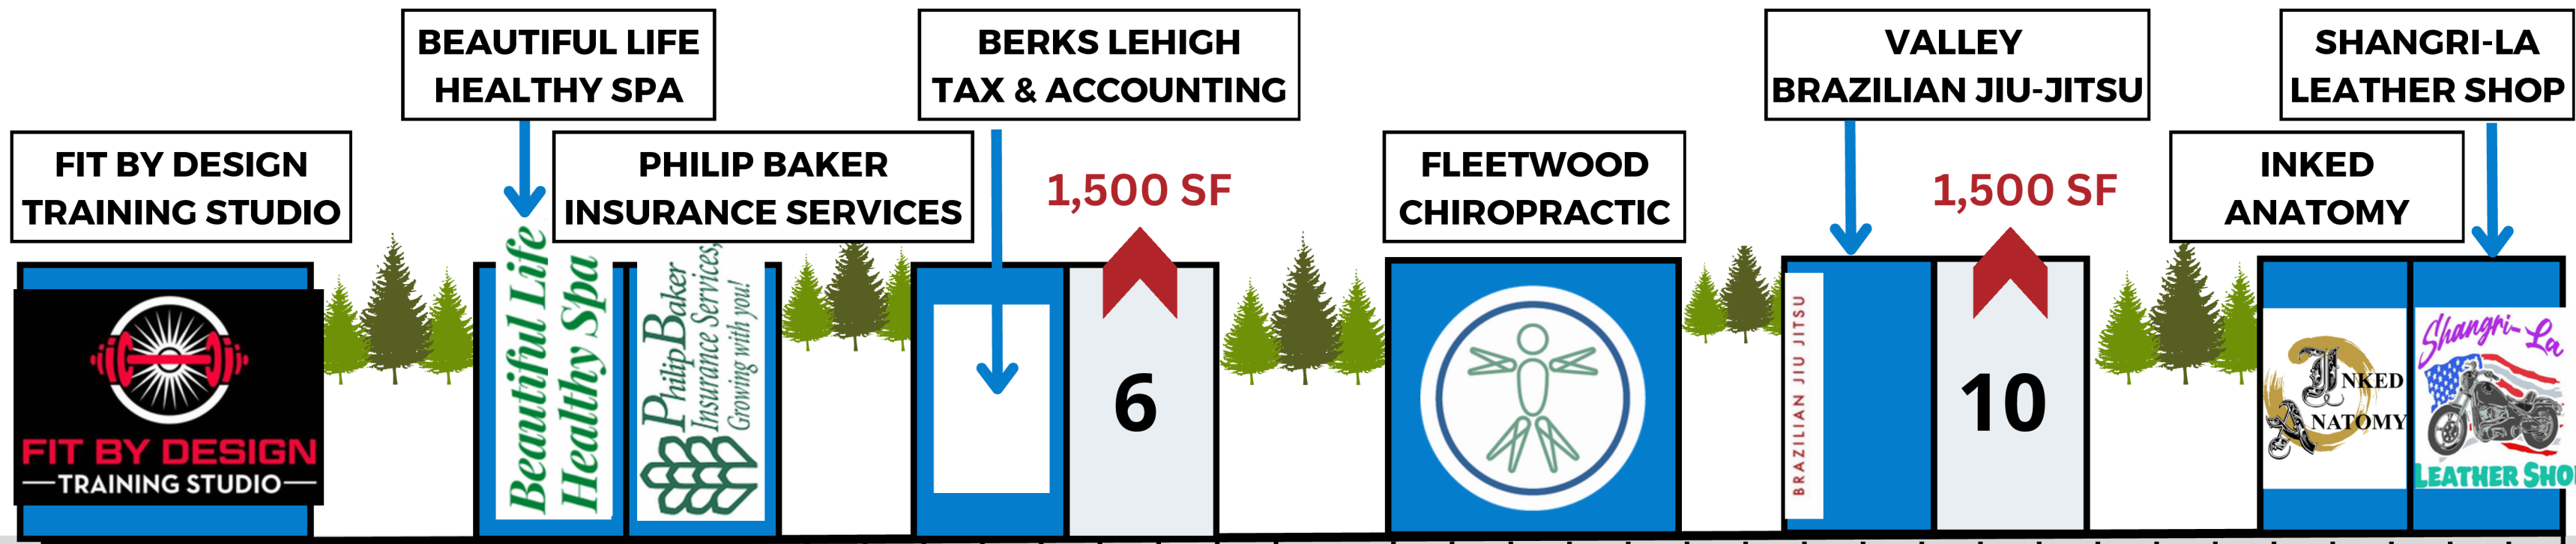 BEAUTIFUL LIFE
HEALTHY SPA
BERKS LEHIGH
TAX & ACCOUNTING
VALLEY
BRAZILIAN JIU-JITSU
SHANGRI-LA
LEATHER SHOP
FIT BY DESIGN
TRAINING STUDIO
PHILIP BAKER
INSURANCE SERVICES
1,500 SF
FLEETWOOD
CHIROPRACTIC
1,500 SF
INKED
ANATOMY
FIT BY DESIGN
TRAINING STUDIO
Beautiful Life
Healthy Spa
Philip Baker
Insurance Services,
Growing with you!
6
BRAZILIAN JIU JITSU
10
INKED
ANATOMY
Shangri-La
LEATHER SHO